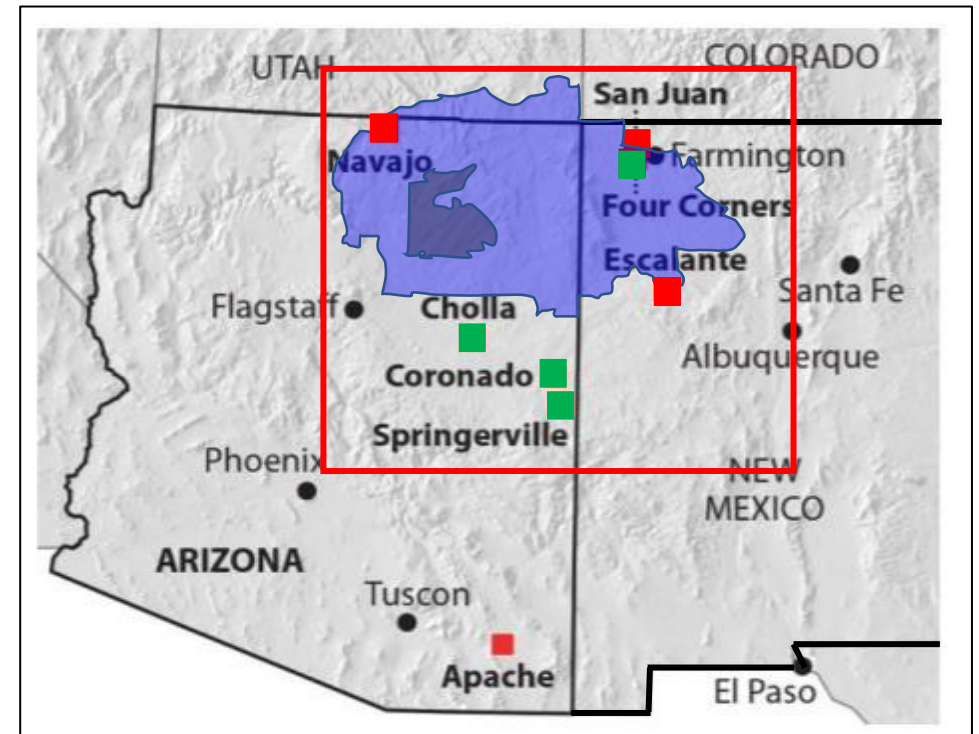 UTAH
COLORADO
San Juan
Navajo
Farmington
Four Corners
Escalante
Santa Fe
Flagstaff
Cholla
Albuquerque
Coronado
Springerville
Phoenix
NEW
MEXICO
ARIZONA
Tuscon
Apache
El Paso